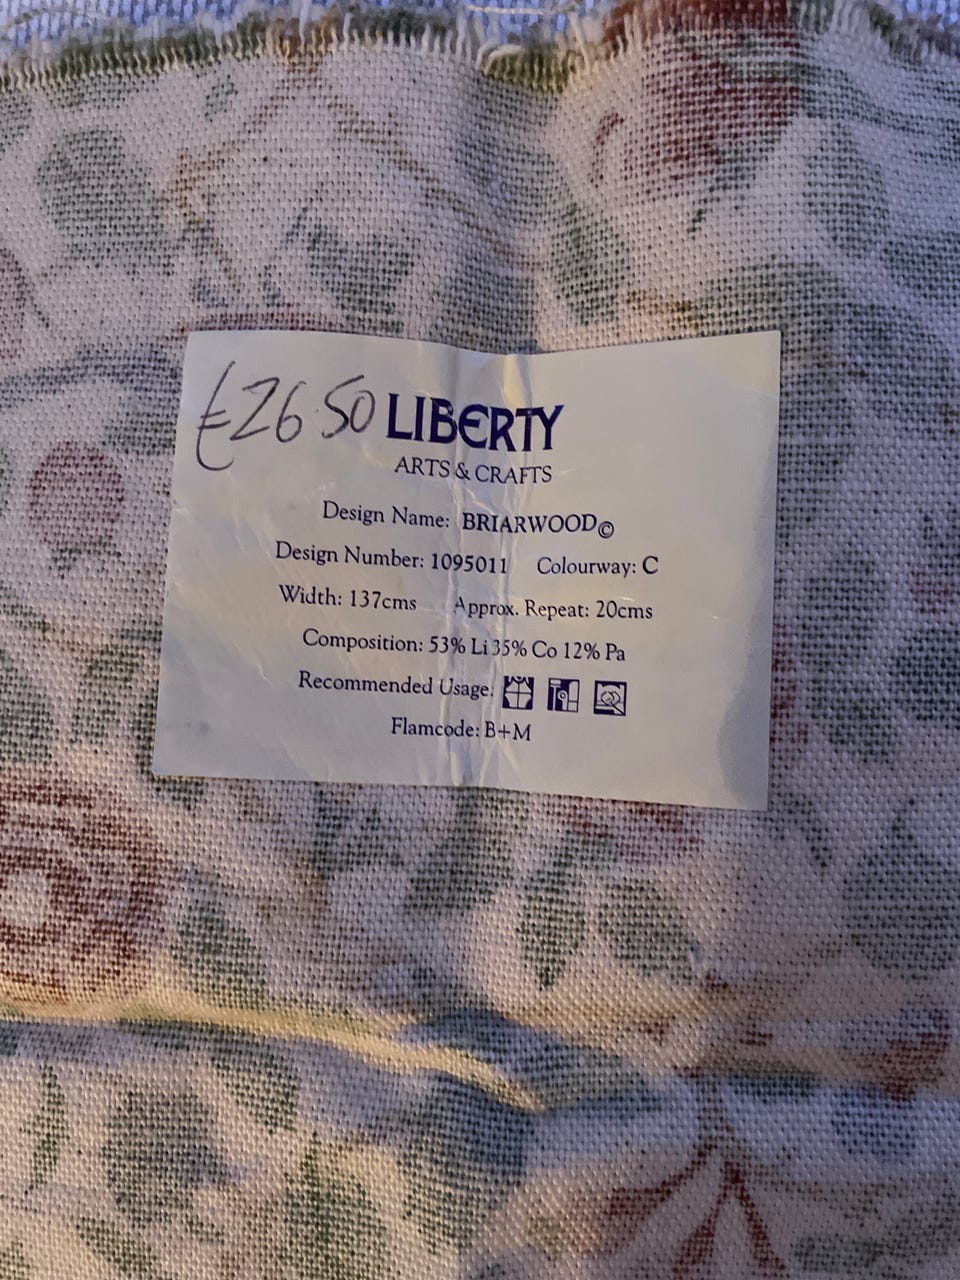 £26.50 LIBERTY
ARTS & CRAFTS
Design Name: BRIARWOOD©
Design Number: 1095011 Colourway: C
Width: 137cms Approx. Repeat: 20cms
Composition: 53% Li 35% Co 12% Pa
Recommended Usage:
Flamcode: B+M